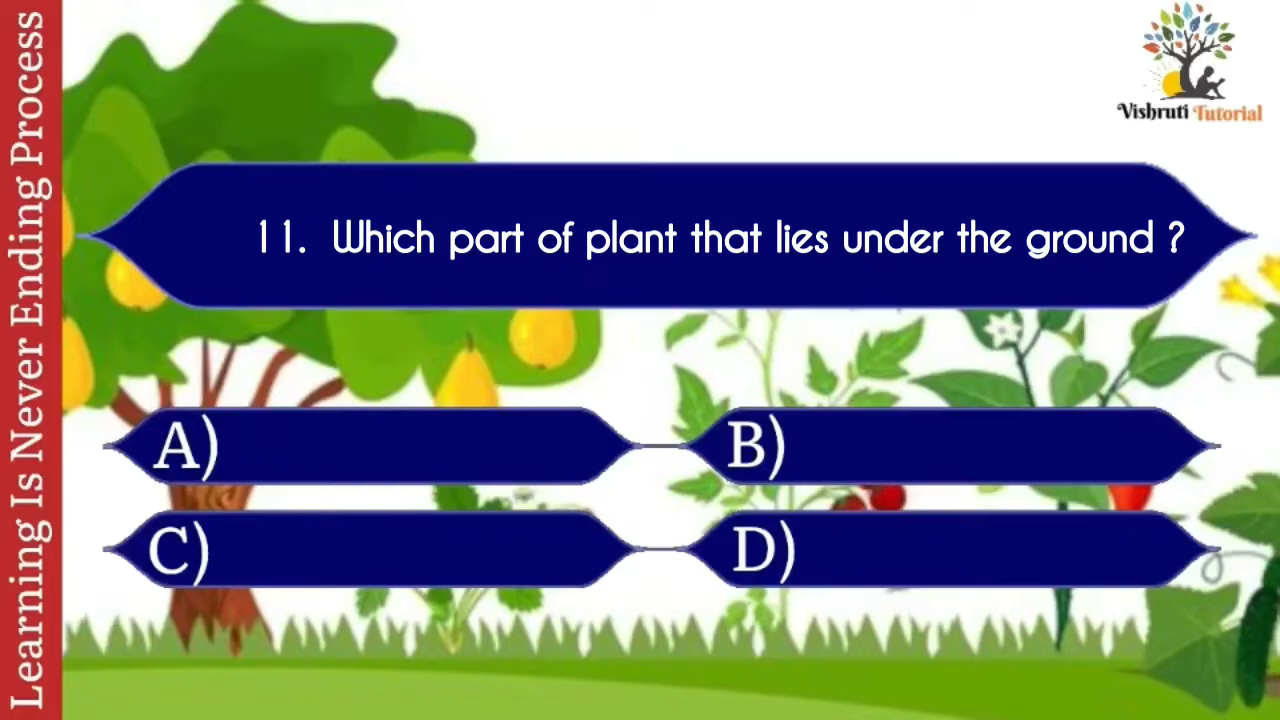 Learning Is Never Ending Process
Vishruti Tutorial
11. Which part of plant that lies under the ground ?
A)
B)
C)
D)